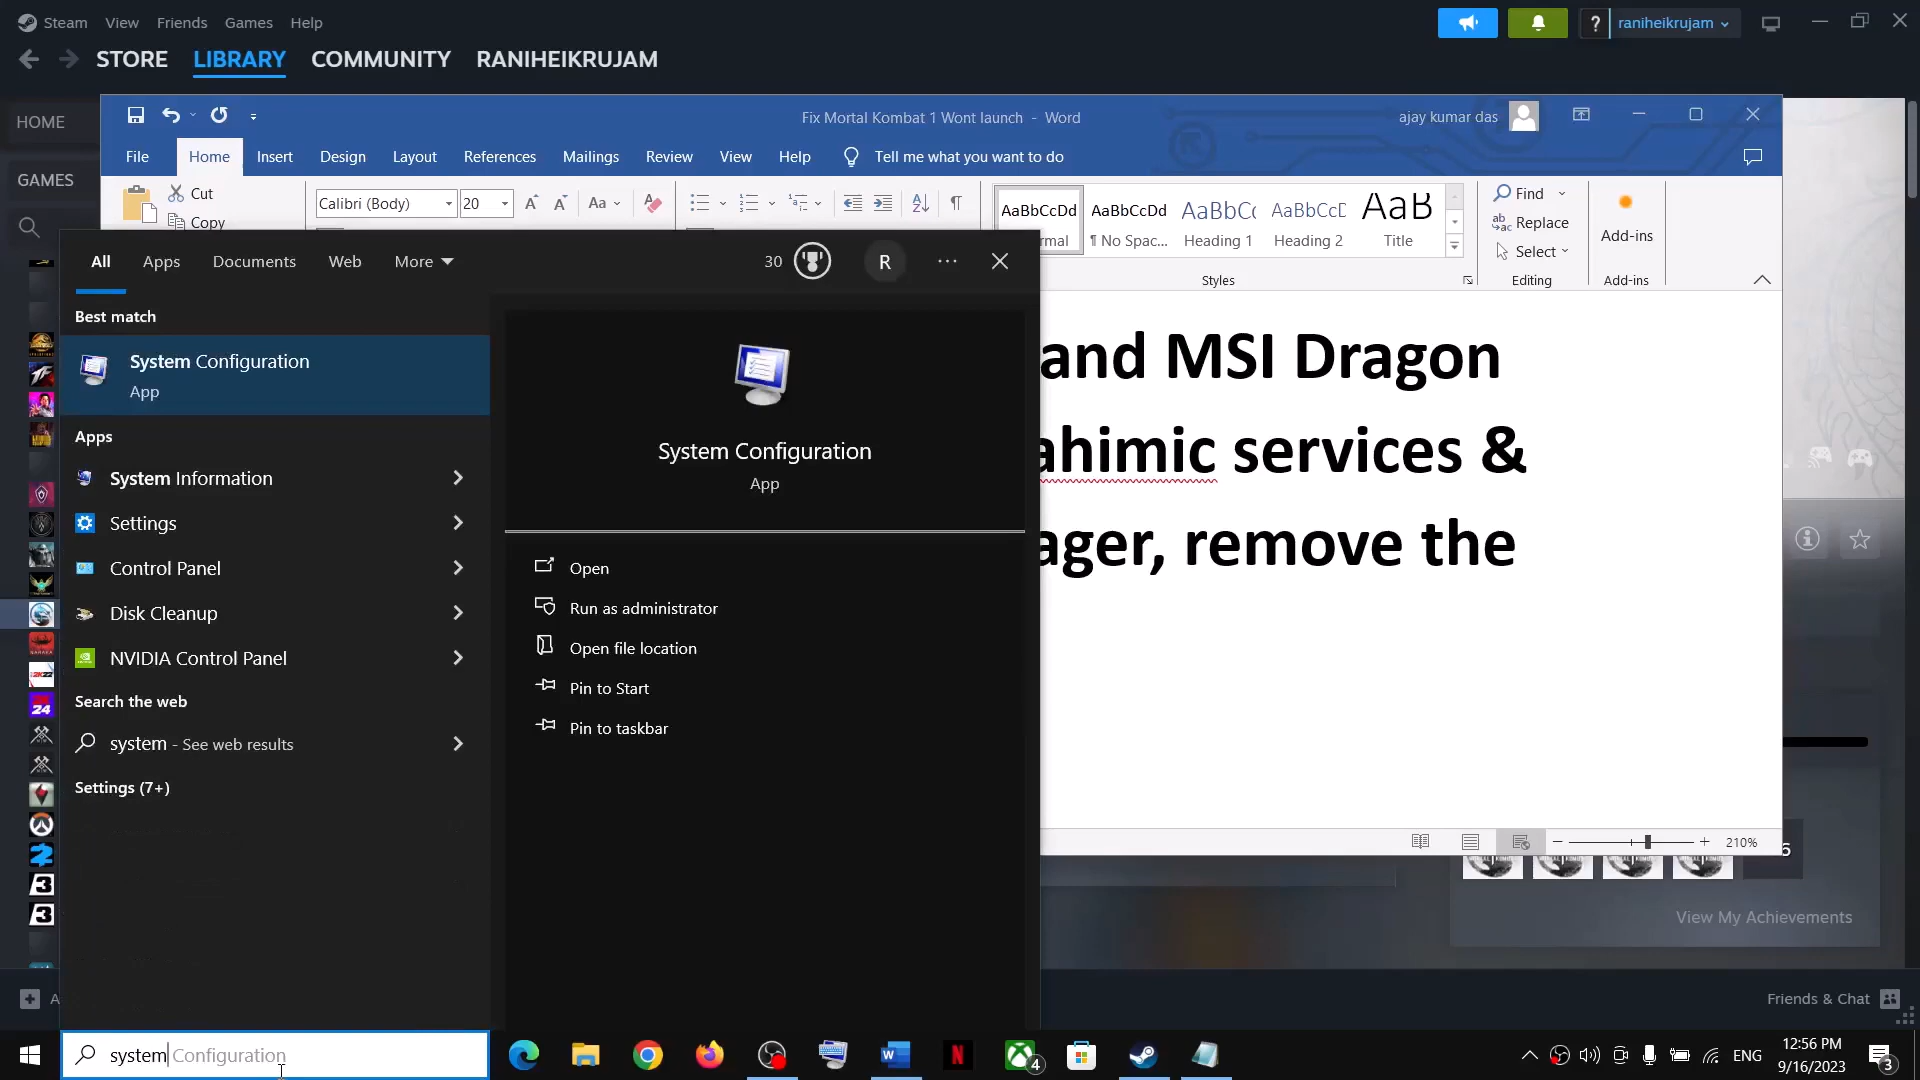 Steam View Friends Games Help
? raniheikrujam
STORE LIBRARY COMMUNITY RANIHEIKRUJAM
HOME
GAMES
Fix Mortal Kombat 1 Wont launch - Word
ajay kumar das
File Home Insert Design Layout References Mailings Review View Help Tell me what you want to do
Cut
Copy
Calibri (Body) 20
Aa
AaBbCcDd
rmal
AaBbCcDd
¶ No Spac...
AaBbCc
Heading 1
AaBbCcD
Heading 2
AaB
Title
Styles
Find
Replace
Select
Editing
Add-ins
Add-ins
All Apps Documents Web More
30 R
Best match
System Configuration
App
Apps
System Information
Settings
Control Panel
Disk Cleanup
NVIDIA Control Panel
Search the web
system - See web results
Settings (7+)
System Configuration
App
Open
Run as administrator
Open file location
Pin to Start
Pin to taskbar
and MSI Dragon
ahimic services &
ager, remove the
210%
View My Achievements
Friends & Chat
system Configuration
4
ENG
12:56 PM
9/16/2023
3